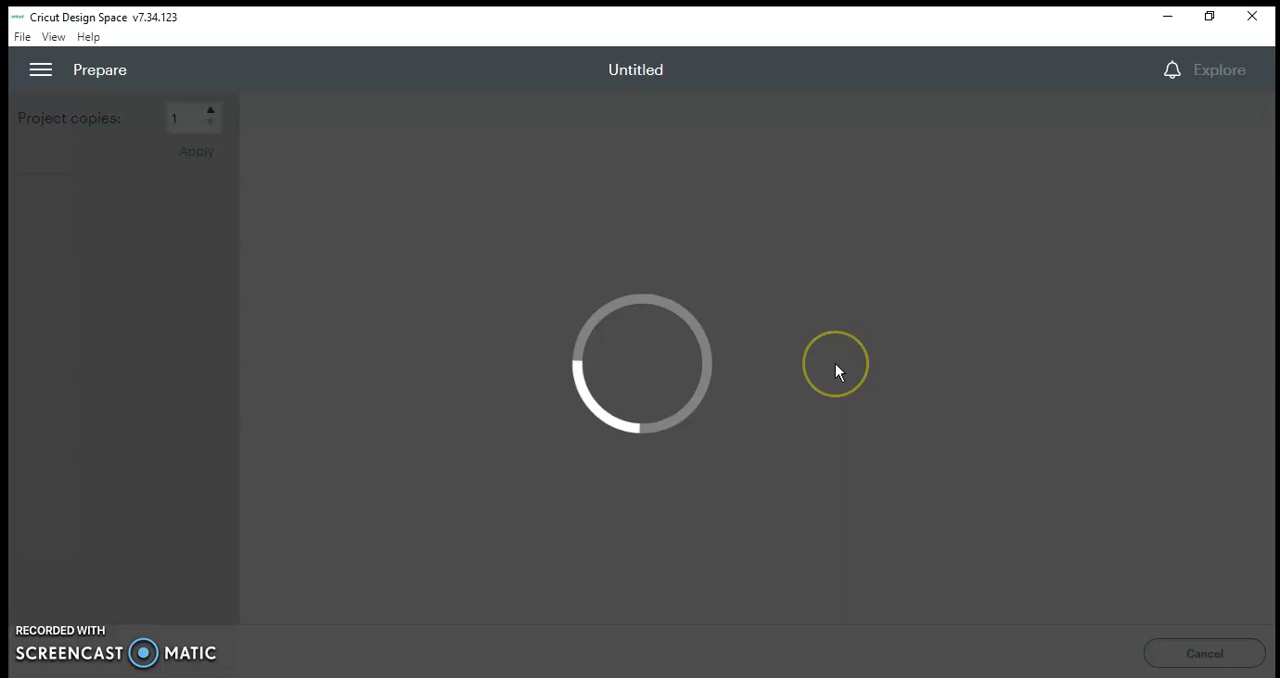 Cricut Design Space v7.34.123
File View Help
Prepare Untitled Explore
Project copies: 1
Apply
RECORDED WITH
SCREENCAST MATIC
Cancel